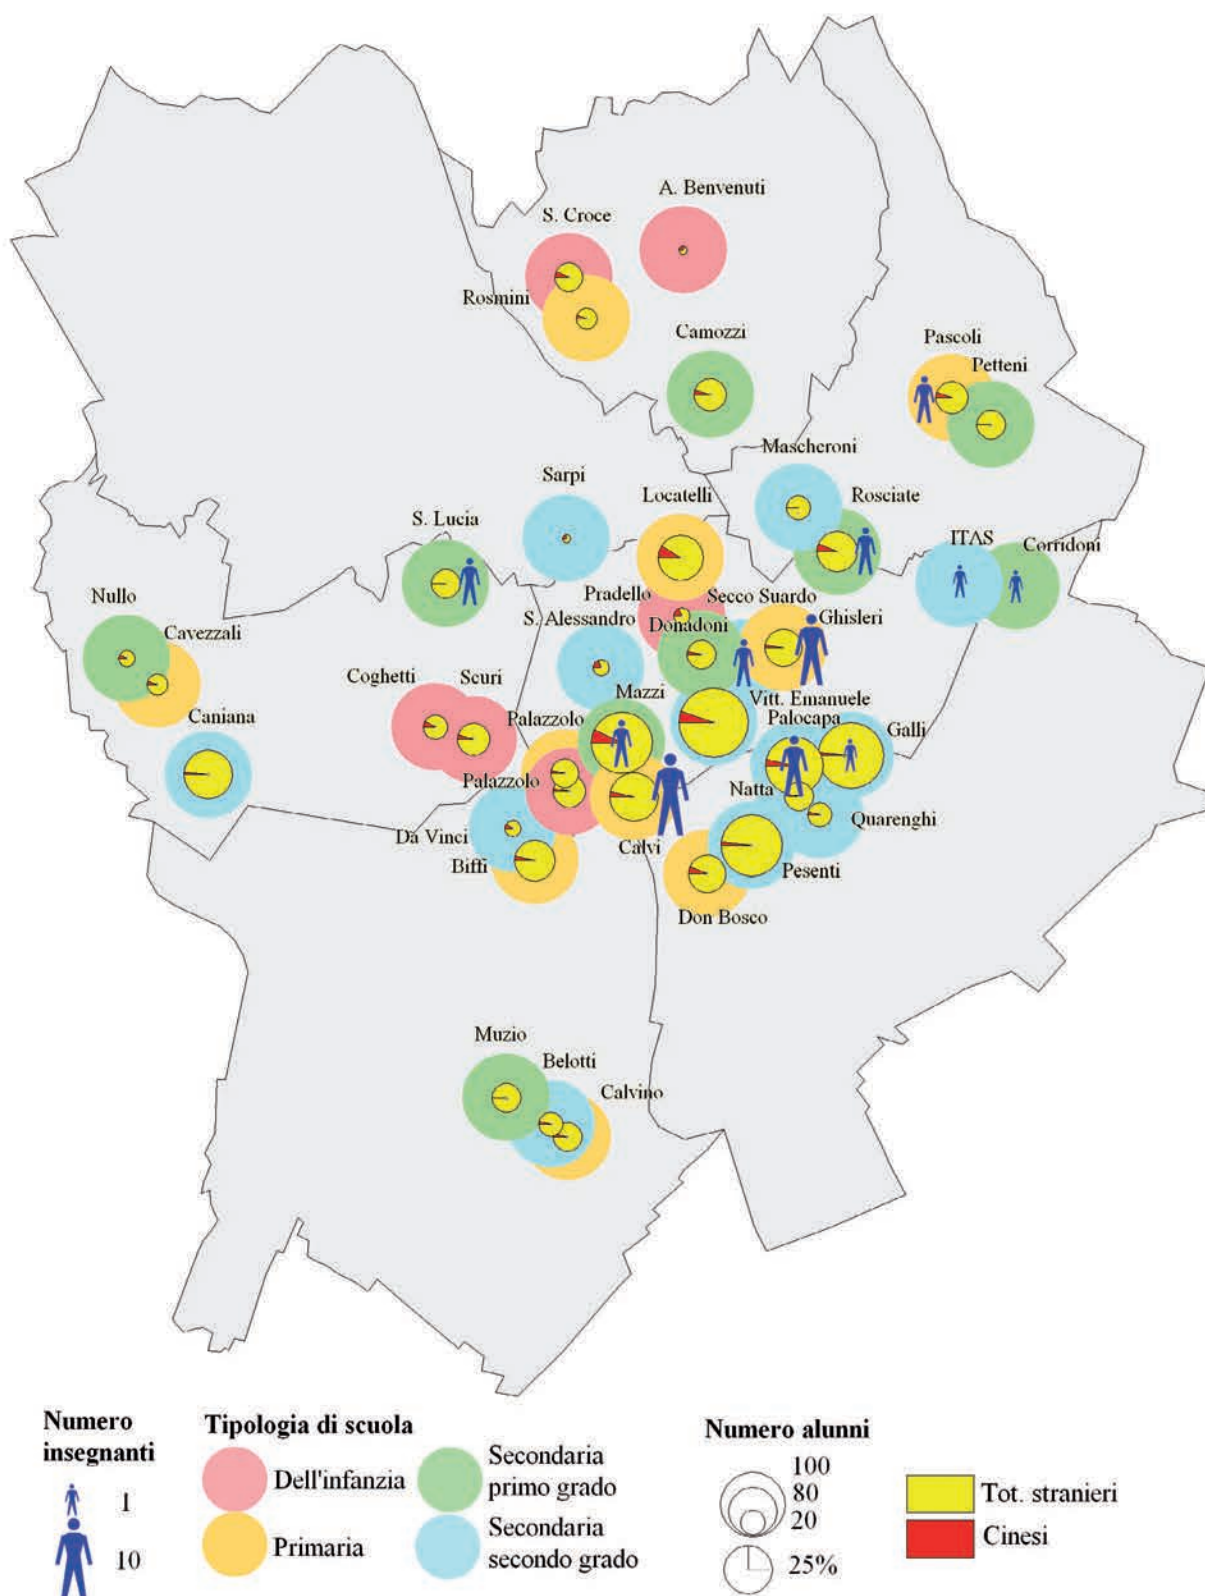 A. Benvenuti
S. Croce
Rosmini
Camozzi
Pascoli
Petteni
Mascheroni
Sarpi
Locatelli
Rosciate
S. Lucia
ITAS
Corridoni
Nullo
Pradello
Secco Suardo
S. Alessandro
Donadoni
Ghisleri
Cavezzali
Coghetti
Scuri
Mazzi
Vitt. Emanuele
Caniana
Palazzolo
Palocapa
Galli
Palazzolo
Natta
Quarenghi
Da Vinci
Calvi
Biffi
Pesenti
Don Bosco
Muzio
Belotti
Calvino
Numero
insegnanti
1
10
Tipologia di scuola
Dell'infanzia
Primaria
Secondaria
primo grado
Secondaria
secondo grado
Numero alunni
100
80
20
25%
Tot. stranieri
Cinesi